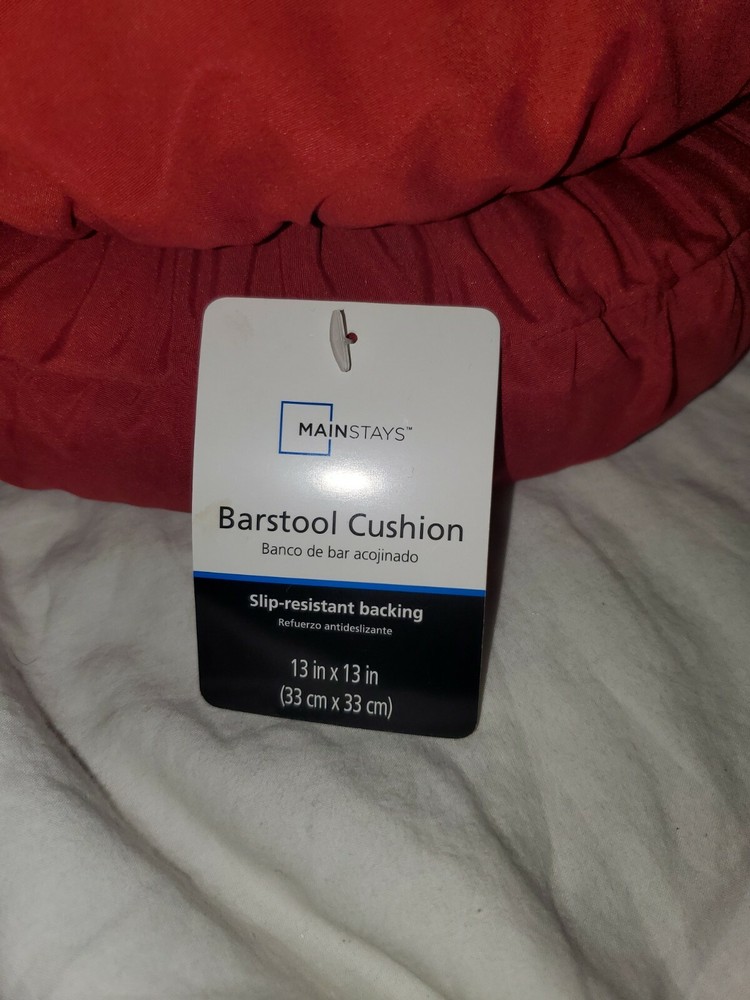 MAINSTAYS™
Barstool Cushion
Banco de bar acojinado
Slip-resistant backing
Refuerzo antideslizante
13 in x 13 in
(33 cm x 33 cm)